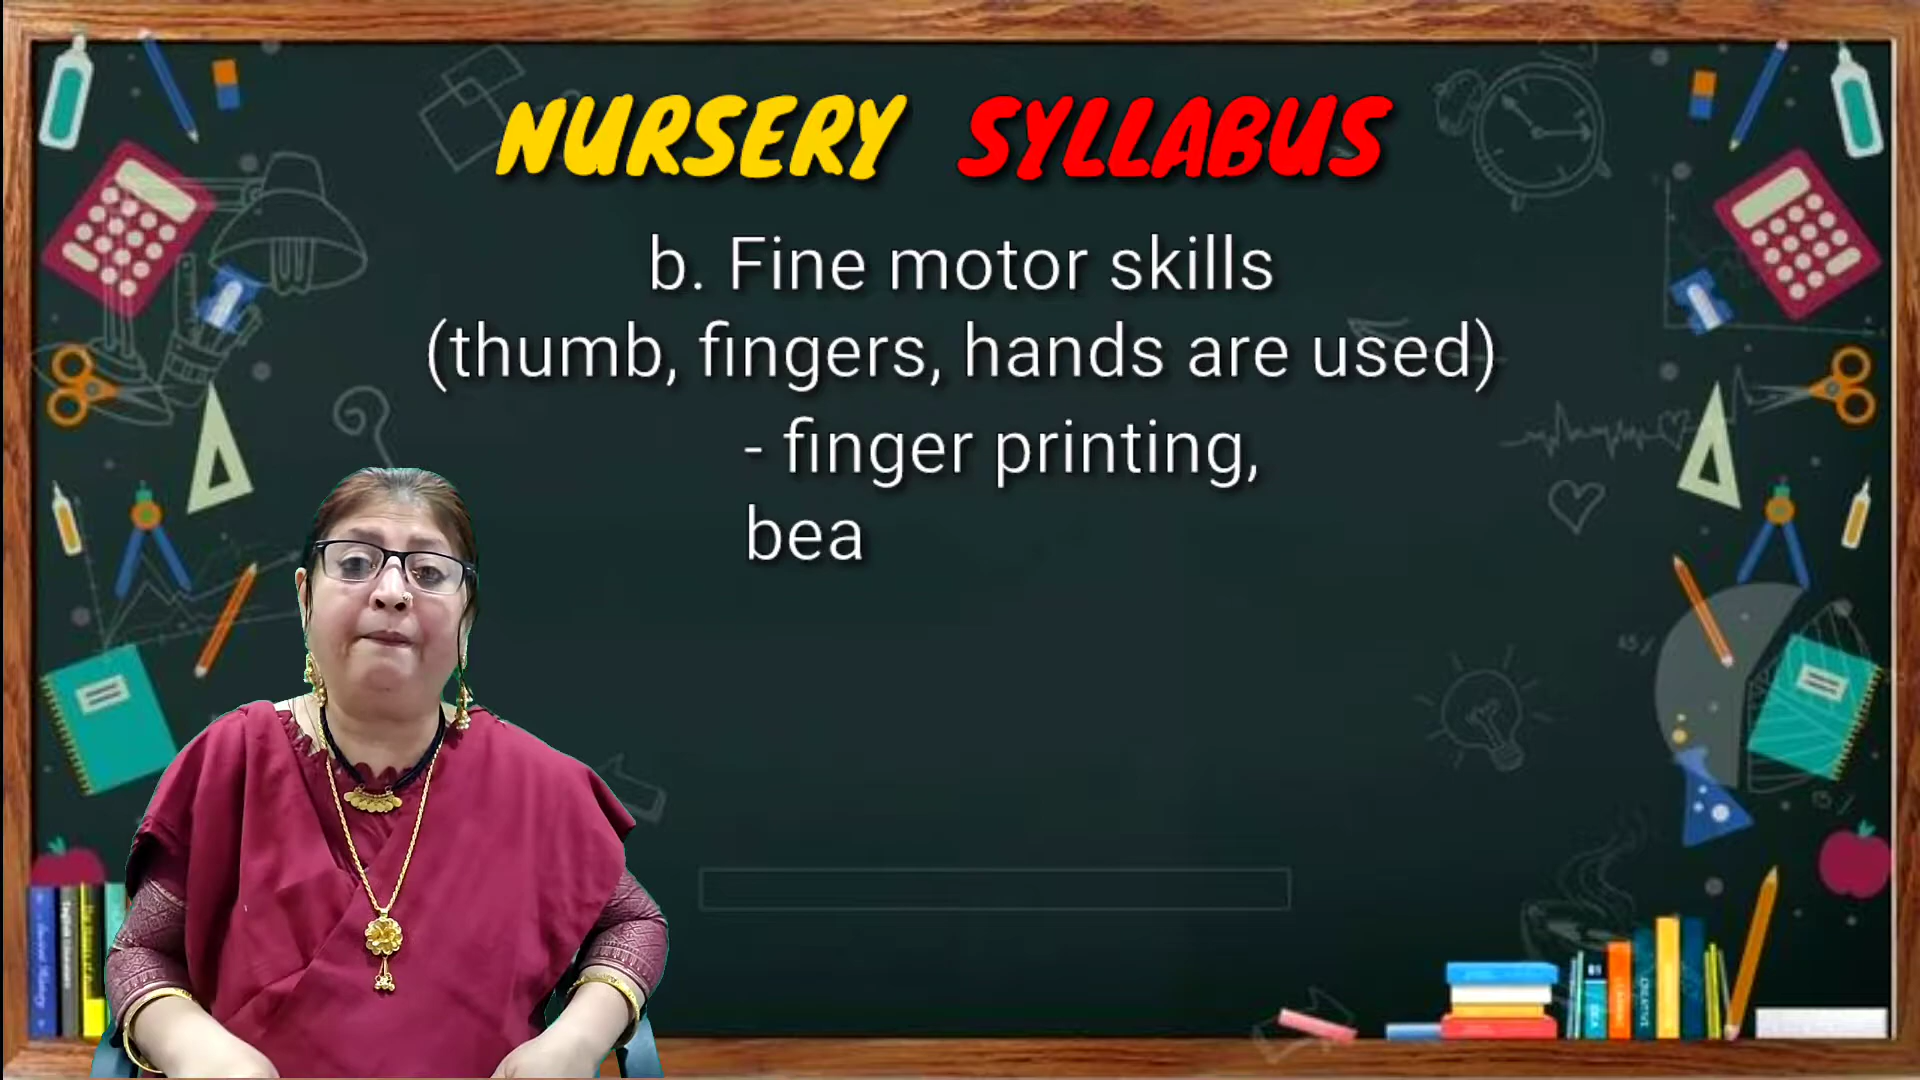 NURSERY SYLLABUS
b. Fine motor skills
(thumb, fingers, hands are used)
- finger printing,
bea